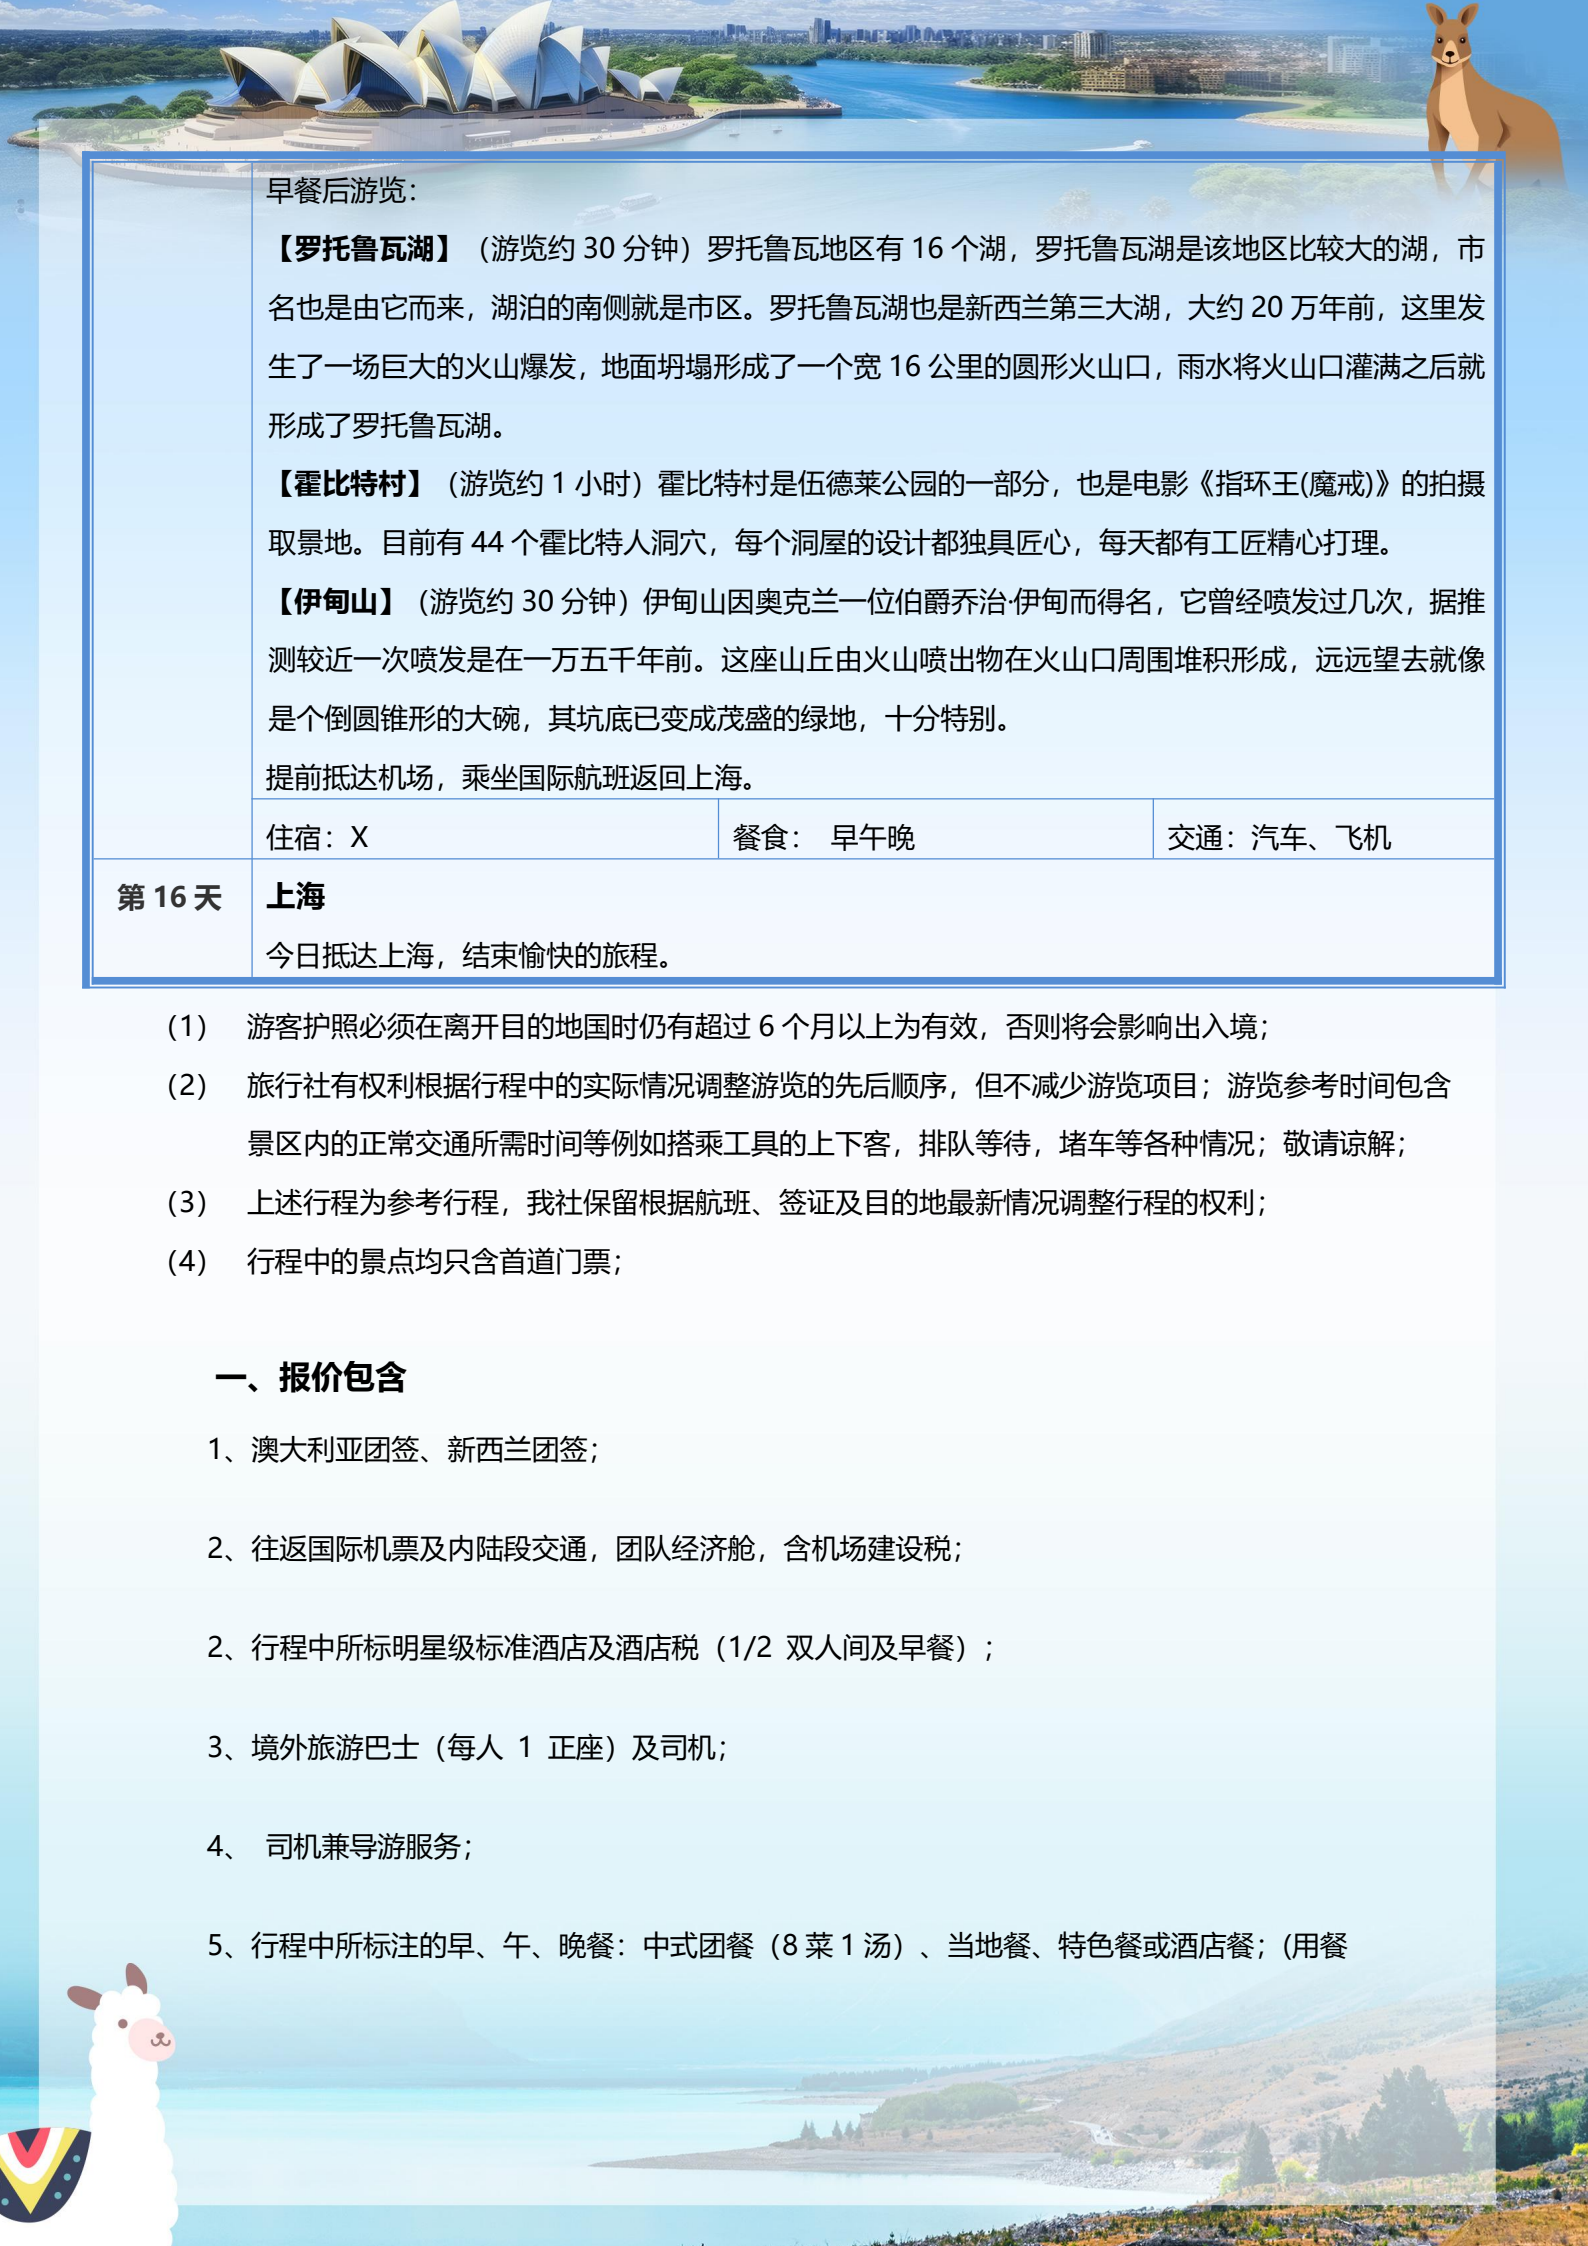 早餐后游览：
【罗托鲁瓦湖】（游览约 30 分钟）罗托鲁瓦地区有 16 个湖，罗托鲁瓦湖是该地区比较大的湖，市
名也是由它而来，湖泊的南侧就是市区。罗托鲁瓦湖也是新西兰第三大湖，大约 20 万年前，这里发
生了一场巨大的火山爆发，地面坍塌形成了一个宽 16 公里的圆形火山口，雨水将火山口灌满之后就
形成了罗托鲁瓦湖。
【霍比特村】（游览约 1 小时）霍比特村是伍德莱公园的一部分，也是电影《指环王(魔戒)》的拍摄
取景地。目前有 44 个霍比特人洞穴，每个洞屋的设计都独具匠心，每天都有工匠精心打理。
【伊甸山】（游览约 30 分钟）伊甸山因奥克兰一位伯爵乔治·伊甸而得名，它曾经喷发过几次，据推
测较近一次喷发是在一万五千年前。这座山丘由火山喷出物在火山口周围堆积形成，远远望去就像
是个倒圆锥形的大碗，其坑底已变成茂盛的绿地，十分特别。
提前抵达机场，乘坐国际航班返回上海。
住宿：X 餐食： 早午晚 交通：汽车、飞机
第 16 天 上海
今日抵达上海，结束愉快的旅程。
（1） 游客护照必须在离开目的地国时仍有超过 6 个月以上为有效，否则将会影响出入境；
（2） 旅行社有权利根据行程中的实际情况调整游览的先后顺序，但不减少游览项目；游览参考时间包含
景区内的正常交通所需时间等例如搭乘工具的上下客，排队等待，堵车等各种情况；敬请谅解；
（3） 上述行程为参考行程，我社保留根据航班、签证及目的地最新情况调整行程的权利；
（4） 行程中的景点均只含首道门票；
一、报价包含
1、澳大利亚团签、新西兰团签；
2、往返国际机票及内陆段交通，团队经济舱，含机场建设税；
2、行程中所标明星级标准酒店及酒店税（1/2 双人间及早餐）；
3、境外旅游巴士（每人 1 正座）及司机；
4、 司机兼导游服务；
5、行程中所标注的早、午、晚餐：中式团餐（8 菜 1 汤）、当地餐、特色餐或酒店餐；(用餐